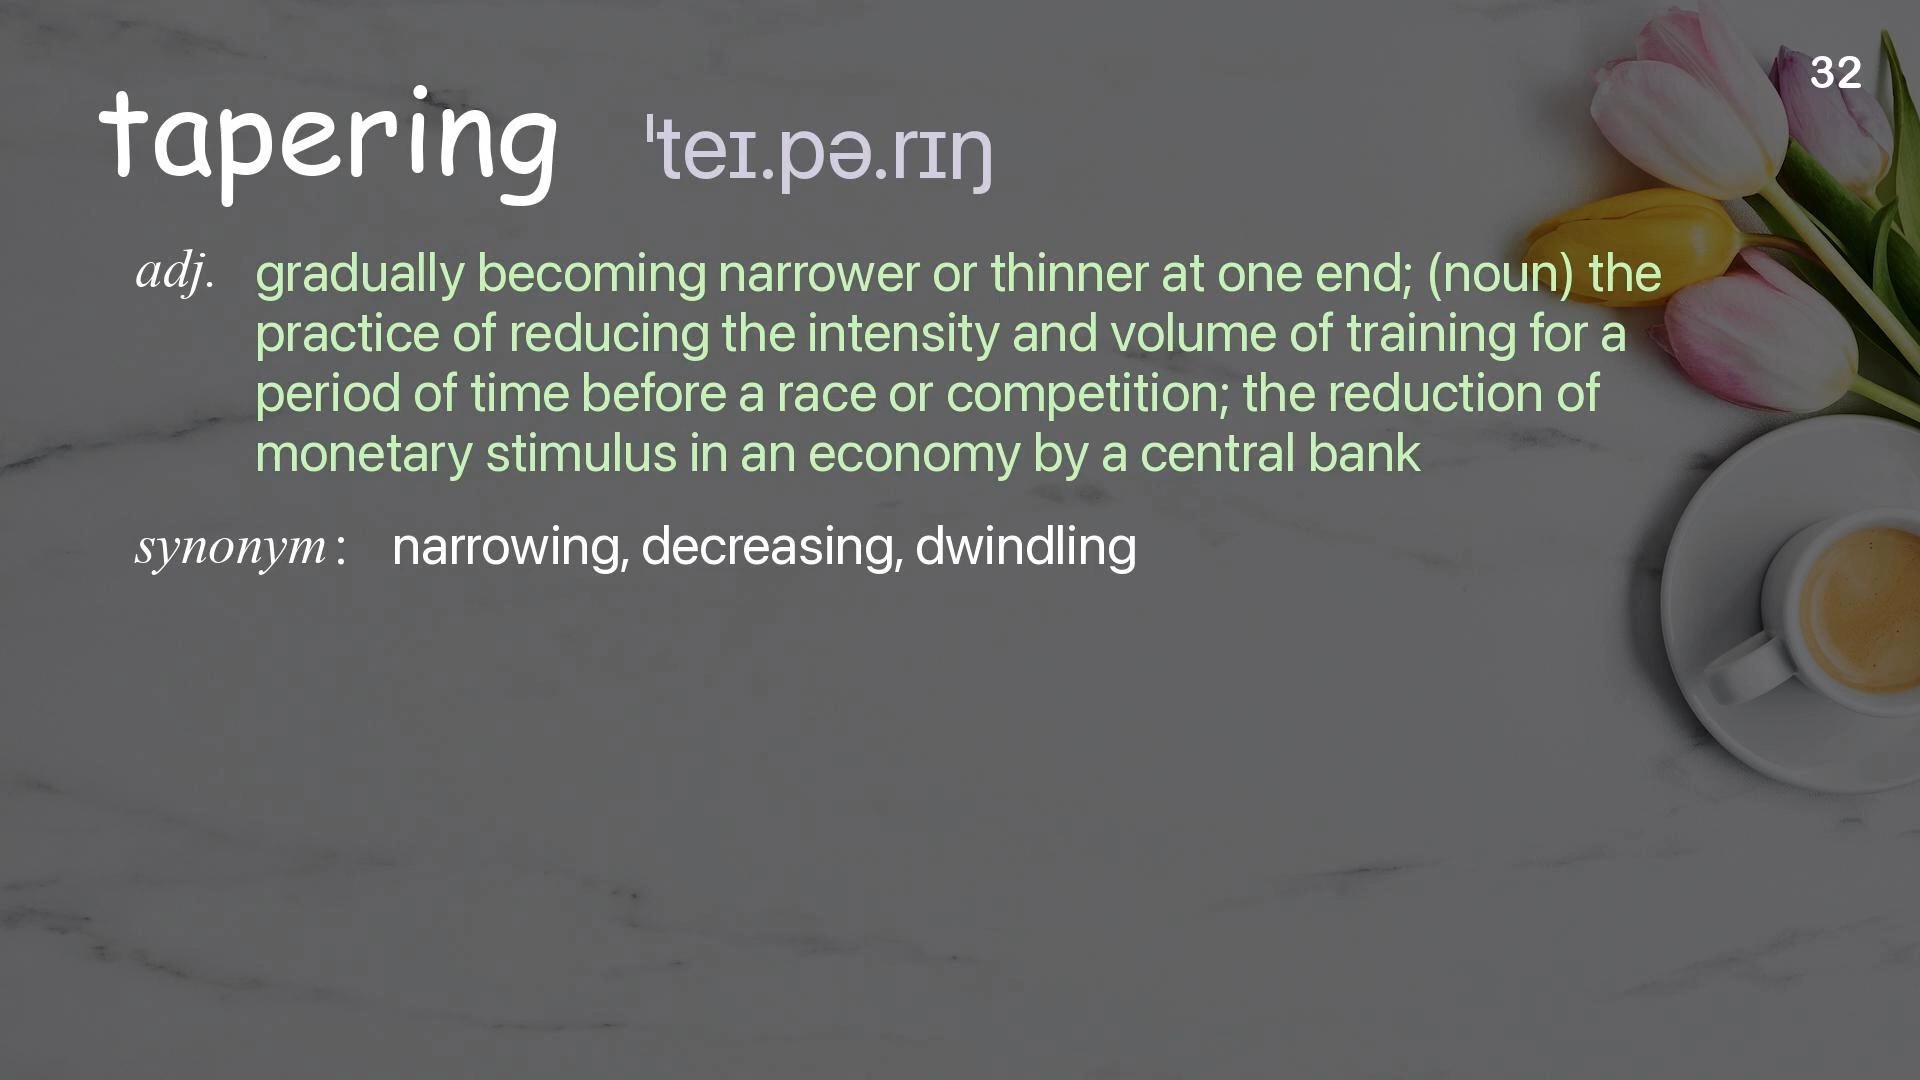 32
tapering ˈteɪ.pə.rɪŋ
adj. gradually becoming narrower or thinner at one end; (noun) the
practice of reducing the intensity and volume of training for a
period of time before a race or competition; the reduction of
monetary stimulus in an economy by a central bank
synonym : narrowing, decreasing, dwindling